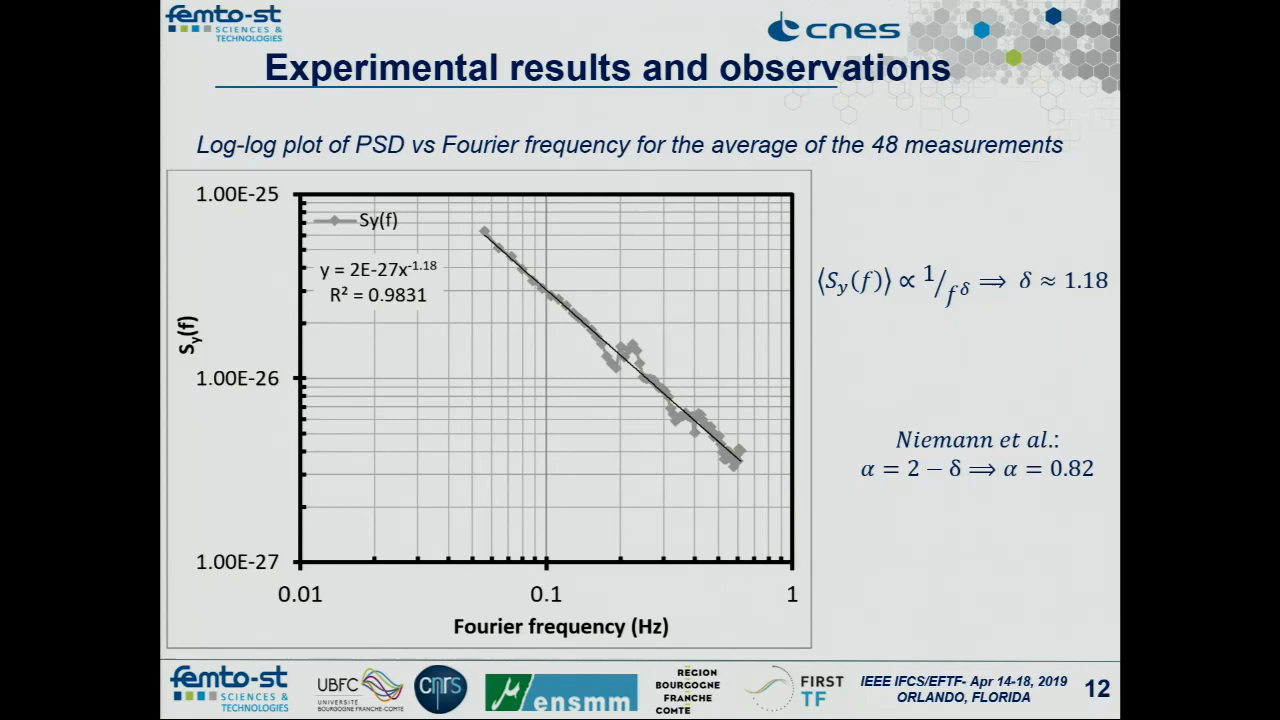 femto-st
SCIENCES &
TECHNOLOGIES
cnes
Experimental results and observations
Log-log plot of PSD vs Fourier frequency for the average of the 48 measurements
1.00E-25
1.00E-26
1.00E-27
Sy(f)
y = 2E-27x^-1.18
R² = 0.9831
S_y(f)
0.01
0.1
1
Fourier frequency (Hz)
⟨S_y(f)⟩ ∝ 1/f^δ ⟹ δ ≈ 1.18
Niemann et al.:
α = 2 − δ ⟹ α = 0.82
femto-st
SCIENCES &
TECHNOLOGIES
UBFC
UNIVERSITÉ
BOURGOGNE FRANCHE-COMTÉ
cnrs
ensmm
RÉGION
BOURGOGNE
FRANCHE
COMTÉ
FIRST
TF
IEEE IFCS/EFTF- Apr 14-18, 2019
ORLANDO, FLORIDA
12